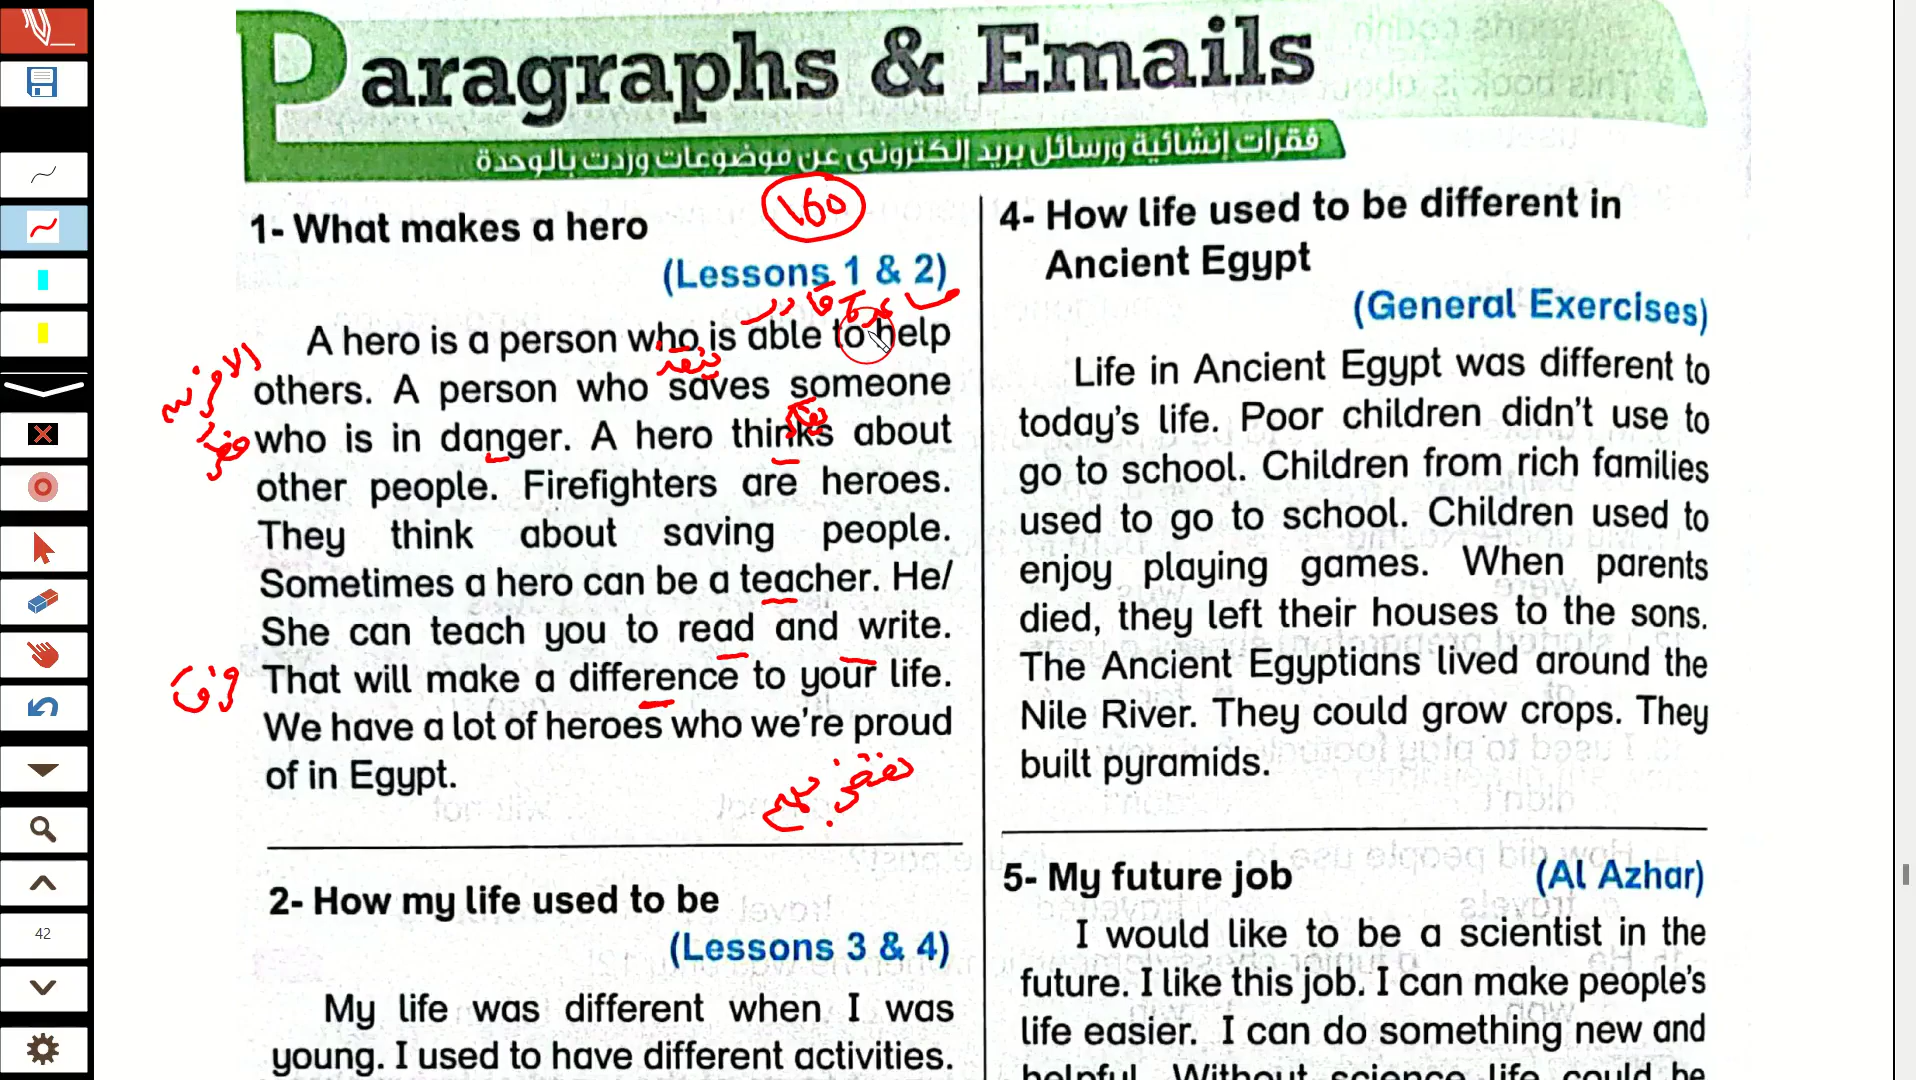 Paragraphs & Emails
فقرات إنشائية ورسائل بريد إلكترونى عن موضوعات وردت بالوحدة
160
1- What makes a hero
(Lessons 1 & 2)
A hero is a person who is able to help
others. A person who saves someone
who is in danger. A hero thinks about
other people. Firefighters are heroes.
They think about saving people.
Sometimes a hero can be a teacher. He/
She can teach you to read and write.
That will make a difference to your life.
We have a lot of heroes who we're proud
of in Egypt.
فرق
2- How my life used to be
(Lessons 3 & 4)
My life was different when I was
young. I used to have different activities.
4- How life used to be different in
Ancient Egypt
(General Exercises)
Life in Ancient Egypt was different to
today's life. Poor children didn't use to
go to school. Children from rich families
used to go to school. Children used to
enjoy playing games. When parents
died, they left their houses to the sons.
The Ancient Egyptians lived around the
Nile River. They could grow crops. They
built pyramids.
5- My future job
(Al Azhar)
I would like to be a scientist in the
future. I like this job. I can make people's
life easier. I can do something new and
helpful. Without science life could be
42